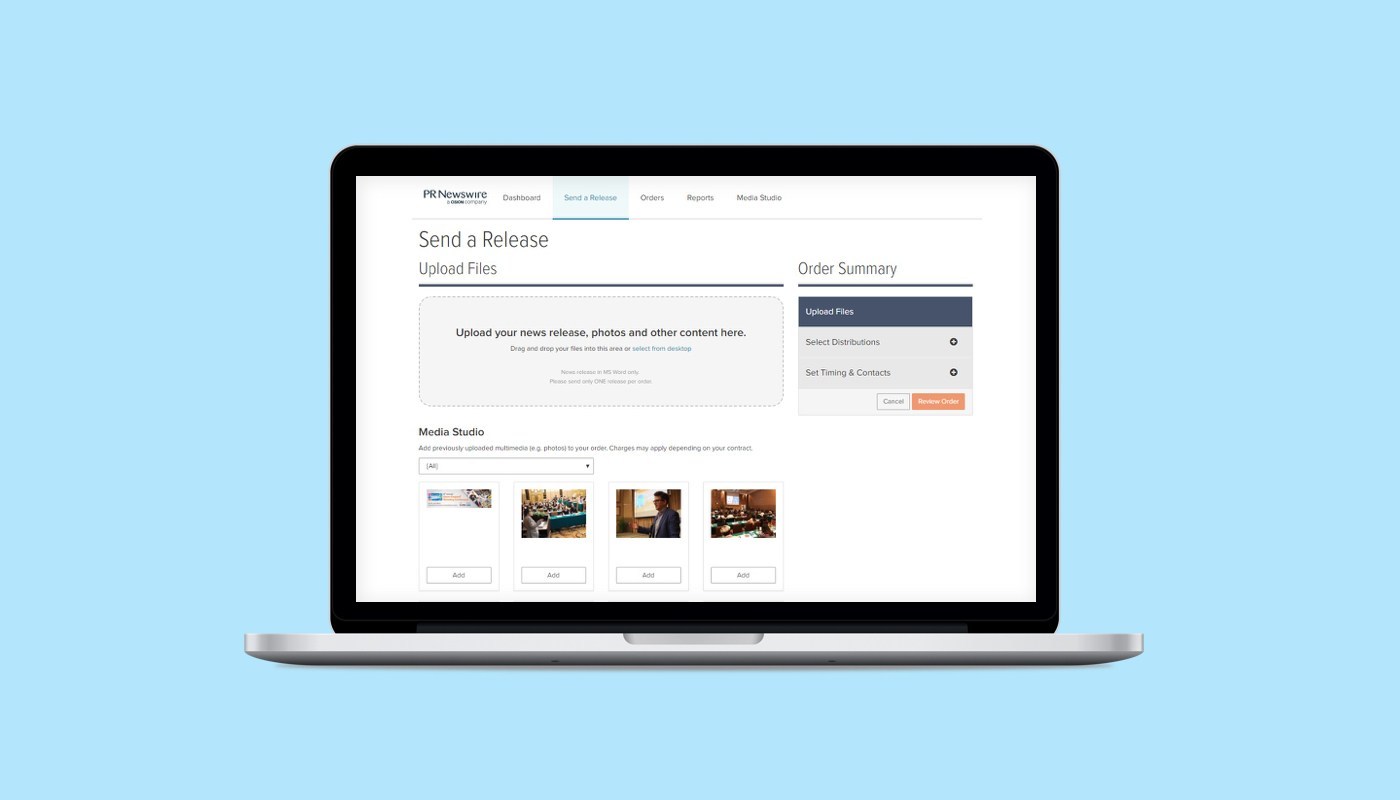 PR Newswire
a CISION company
Dashboard
Send a Release
Orders
Reports
Media Studio
Send a Release
Upload Files
Upload your news release, photos and other content here.
Drag and drop your files into this area or select from desktop
News release in MS Word only.
Please send only ONE release per order.
Media Studio
Add previously uploaded multimedia (e.g. photos) to your order. Charges may apply depending on your contract.
(All)
Add
Add
Add
Add
Order Summary
Upload Files
Select Distributions
Set Timing & Contacts
Cancel
Review Order